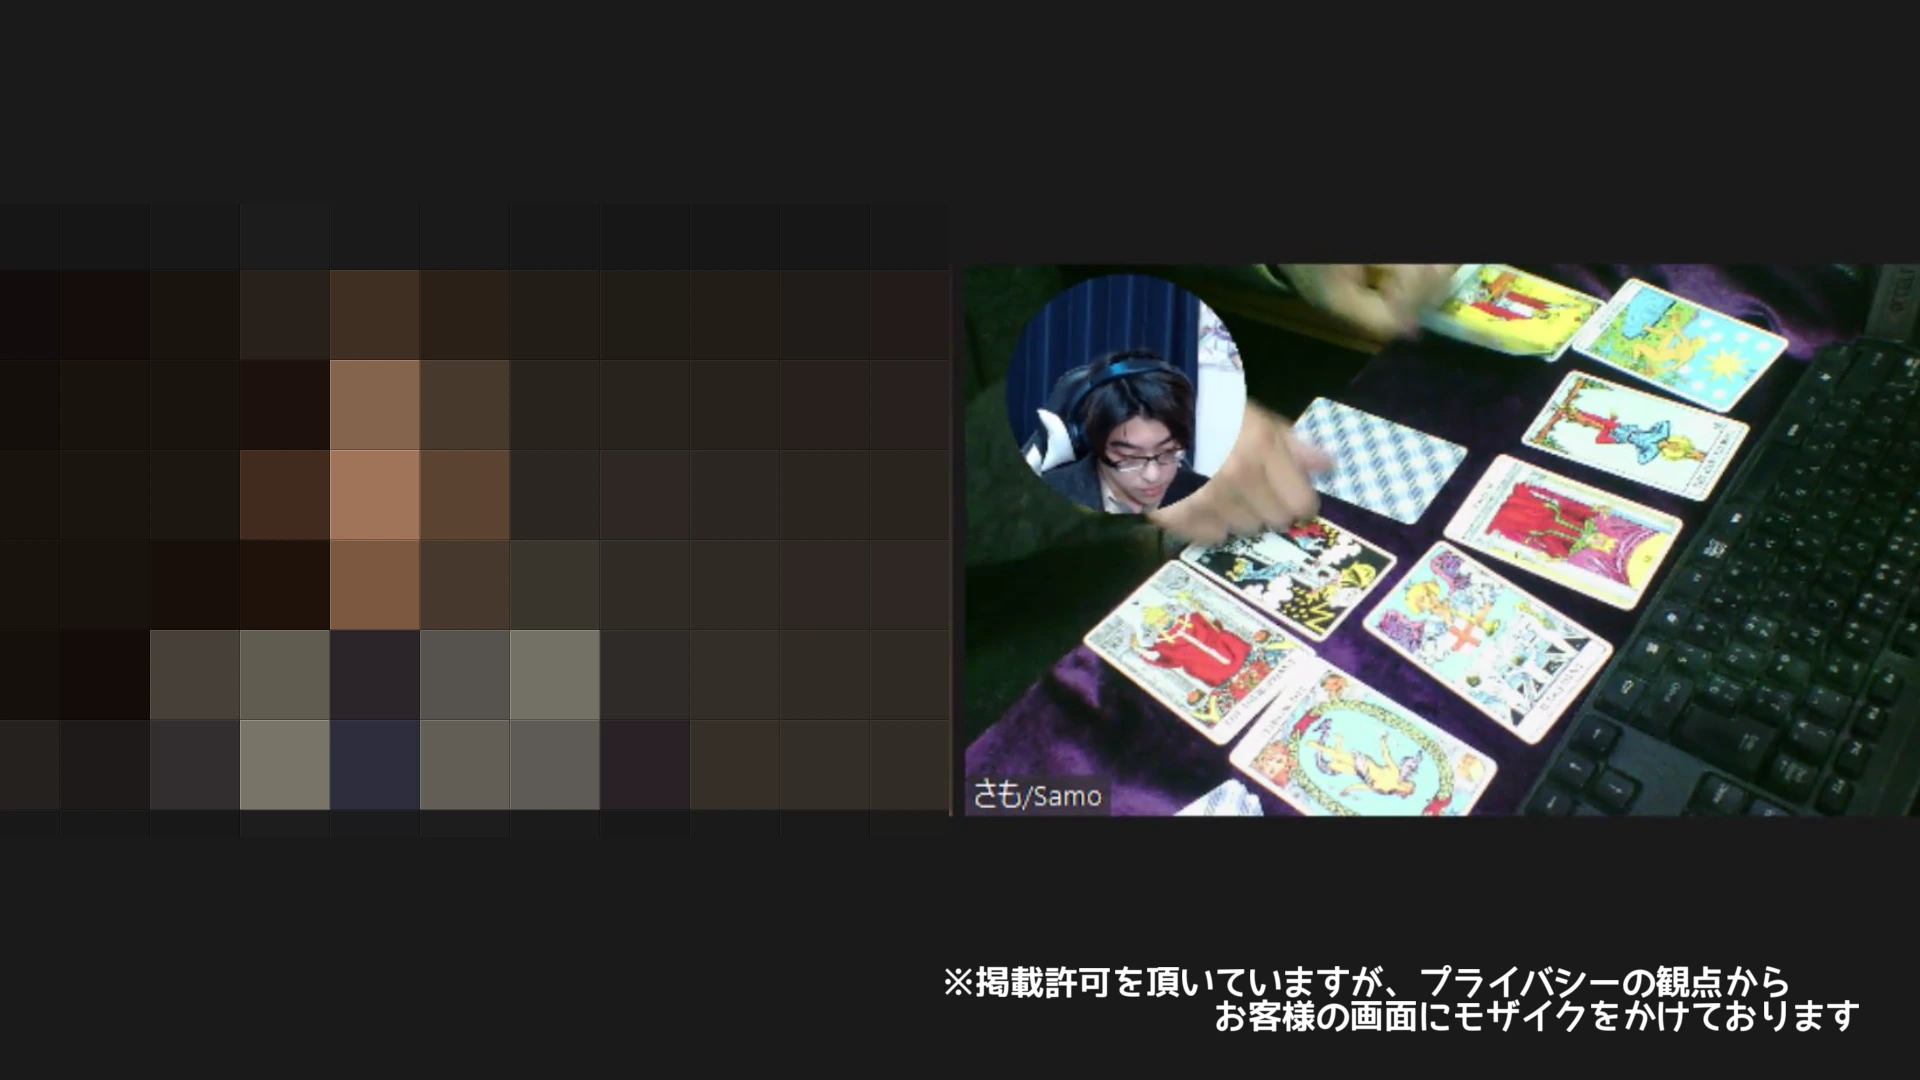 さも/Samo
※掲載許可を頂いていますが、プライバシーの観点から
お客様の画面にモザイクをかけております